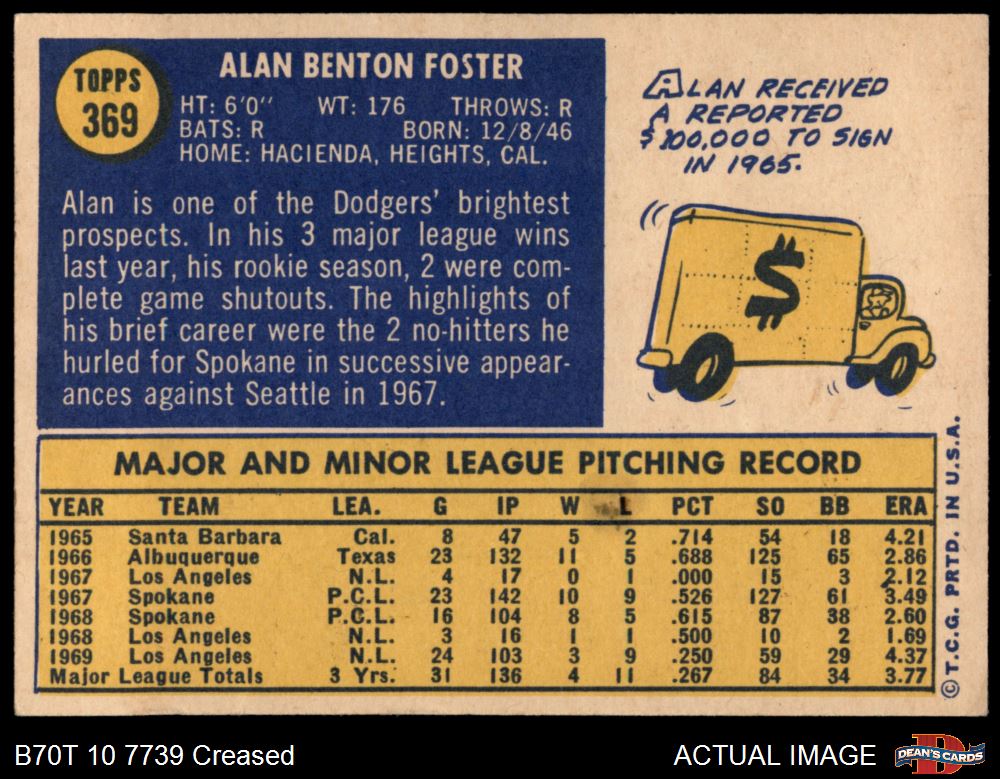 TOPPS
369
ALAN BENTON FOSTER
HT: 6'0" WT: 176 THROWS: R
BATS: R BORN: 12/8/46
HOME: HACIENDA, HEIGHTS, CAL.
Alan is one of the Dodgers' brightest
prospects. In his 3 major league wins
last year, his rookie season, 2 were com-
plete game shutouts. The highlights of
his brief career were the 2 no-hitters he
hurled for Spokane in successive appear-
ances against Seattle in 1967.
ALAN RECEIVED
A REPORTED
$100,000 TO SIGN
IN 1965.
$
MAJOR AND MINOR LEAGUE PITCHING RECORD
YEAR TEAM LEA. G IP W L PCT SO BB ERA
1965 Santa Barbara Cal. 8 47 5 2 .714 54 18 4.21
1966 Albuquerque Texas 23 132 11 5 .688 125 65 2.86
1967 Los Angeles N.L. 4 17 0 1 .000 15 3 2.12
1967 Spokane P.C.L. 23 142 10 9 .526 127 61 3.49
1968 Spokane P.C.L. 16 104 8 5 .615 87 38 2.60
1968 Los Angeles N.L. 3 16 1 1 .500 10 2 1.69
1969 Los Angeles N.L. 24 103 3 9 .250 59 29 4.37
Major League Totals 3 Yrs. 31 136 4 11 .267 84 34 3.77
© T.C.G. PRTD. IN U.S.A.
B70T 10 7739 Creased
ACTUAL IMAGE
D
DEAN'S CARDS